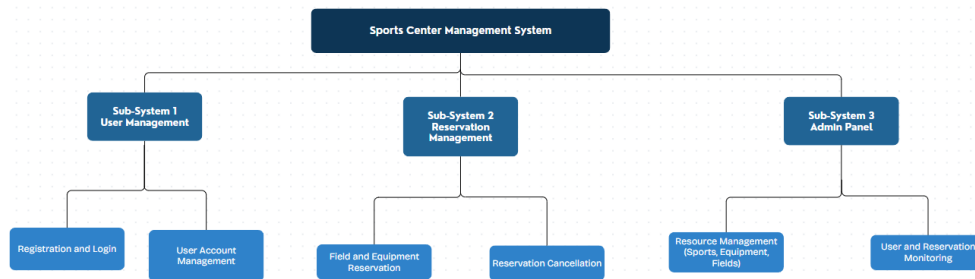 Sports Center Management System
Sub-System 1
User Management
Sub-System 2
Reservation
Management
Sub-System 3
Admin Panel
Registration and Login
User Account
Management
Field and Equipment
Reservation
Reservation Cancellation
Resource Management
(Sports, Equipment,
Fields)
User and Reservation
Monitoring